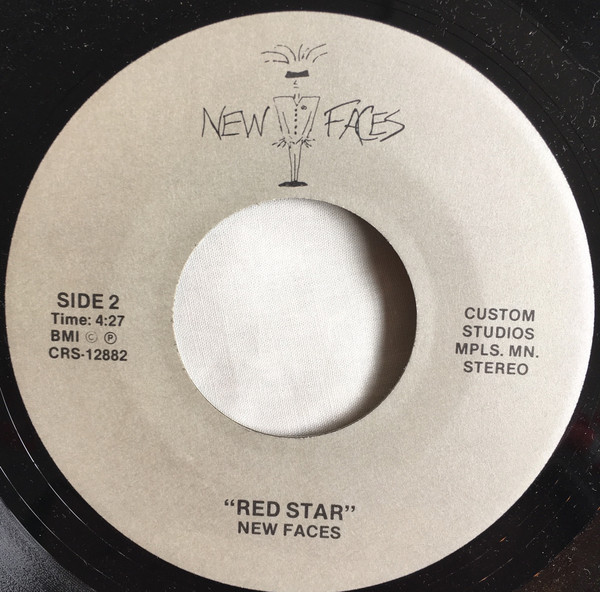 NEW FACES
SIDE 2
Time: 4:27
BMI © ℗
CRS-12882
CUSTOM
STUDIOS
MPLS. MN.
STEREO
“RED STAR”
NEW FACES